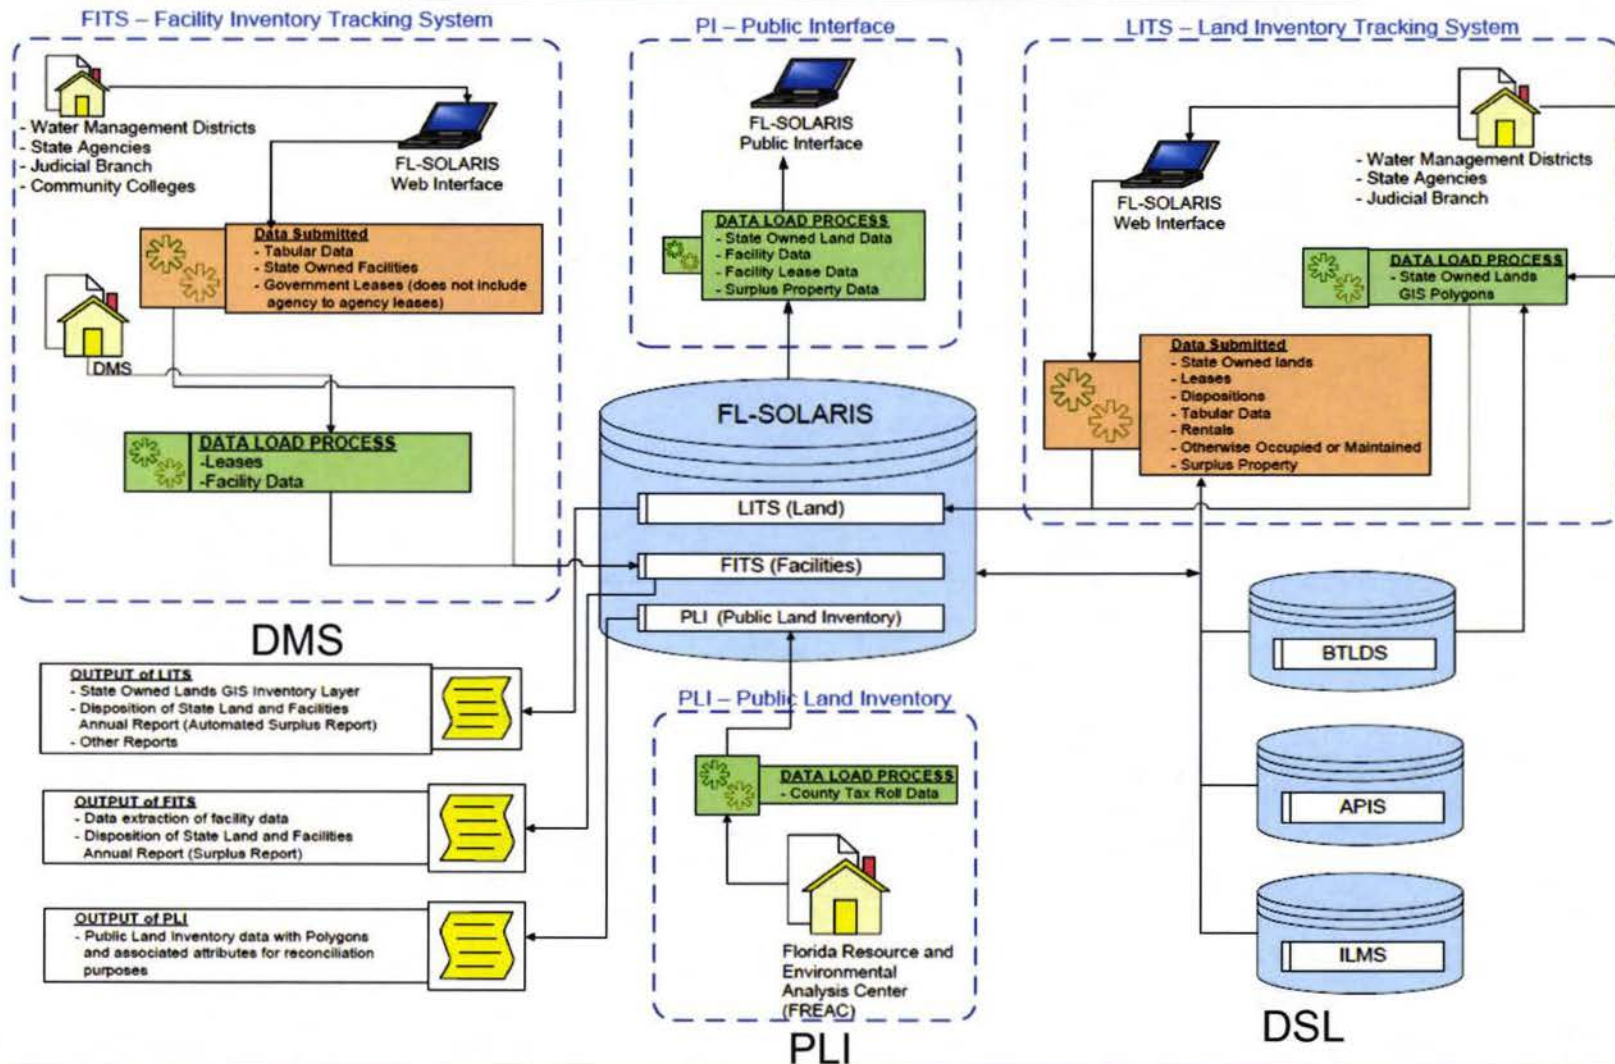 FITS – Facility Inventory Tracking System
- Water Management Districts
- State Agencies
- Judicial Branch
- Community Colleges
FL-SOLARIS
Web Interface
Data Submitted
- Tabular Data
- State Owned Facilities
- Government Leases (does not include
agency to agency leases)
DMS
DATA LOAD PROCESS
-Leases
-Facility Data
DMS
PI – Public Interface
FL-SOLARIS
Public Interface
DATA LOAD PROCESS
- State Owned Land Data
- Facility Data
- Facility Lease Data
- Surplus Property Data
FL-SOLARIS
LITS (Land)
FITS (Facilities)
PLI (Public Land Inventory)
LITS – Land Inventory Tracking System
- Water Management Districts
- State Agencies
- Judicial Branch
FL-SOLARIS
Web Interface
DATA LOAD PROCESS
- State Owned Lands
GIS Polygons
Data Submitted
- State Owned lands
- Leases
- Dispositions
- Tabular Data
- Rentals
- Otherwise Occupied or Maintained
- Surplus Property
OUTPUT of LITS
- State Owned Lands GIS Inventory Layer
- Disposition of State Land and Facilities
Annual Report (Automated Surplus Report)
- Other Reports
OUTPUT of FITS
- Data extraction of facility data
- Disposition of State Land and Facilities
Annual Report (Surplus Report)
OUTPUT of PLI
- Public Land Inventory data with Polygons
and associated attributes for reconciliation
purposes
PLI – Public Land Inventory
DATA LOAD PROCESS
- County Tax Roll Data
Florida Resource and
Environmental
Analysis Center
(FREAC)
PLI
BTLDS
APIS
ILMS
DSL